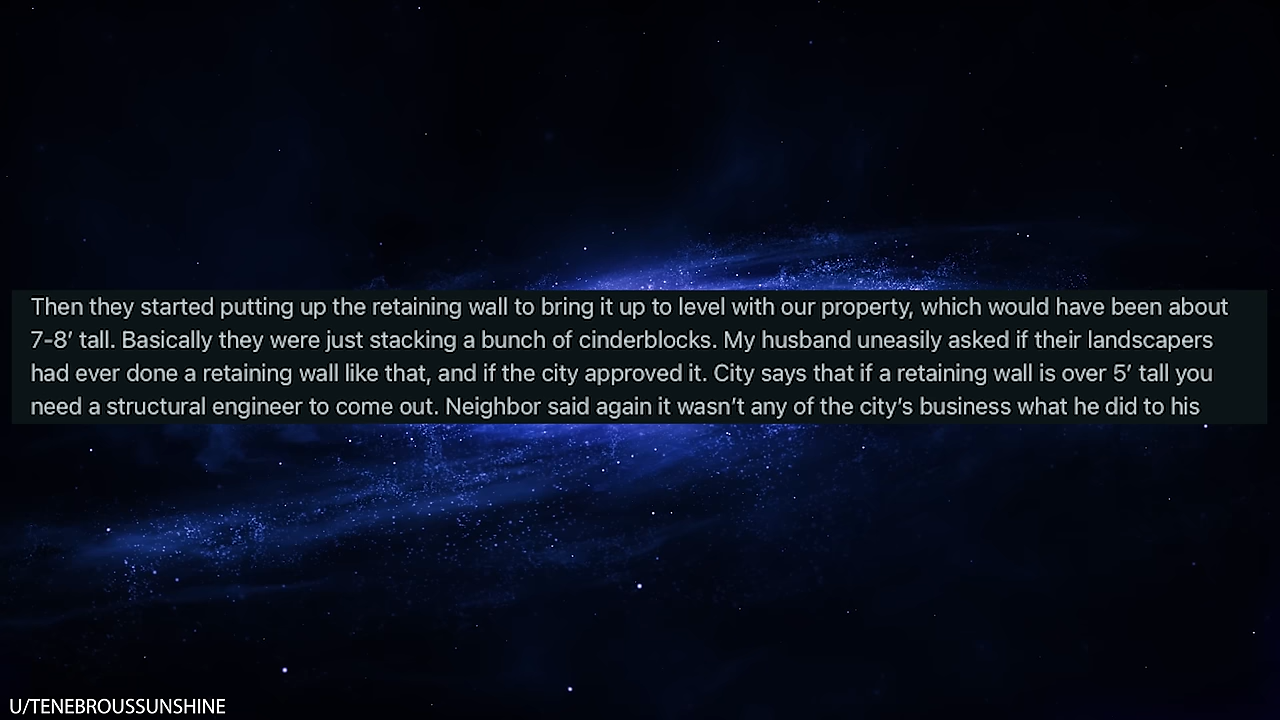 Then they started putting up the retaining wall to bring it up to level with our property, which would have been about
7-8’ tall. Basically they were just stacking a bunch of cinderblocks. My husband uneasily asked if their landscapers
had ever done a retaining wall like that, and if the city approved it. City says that if a retaining wall is over 5’ tall you
need a structural engineer to come out. Neighbor said again it wasn’t any of the city’s business what he did to his
U/TENEBROUSSUNSHINE